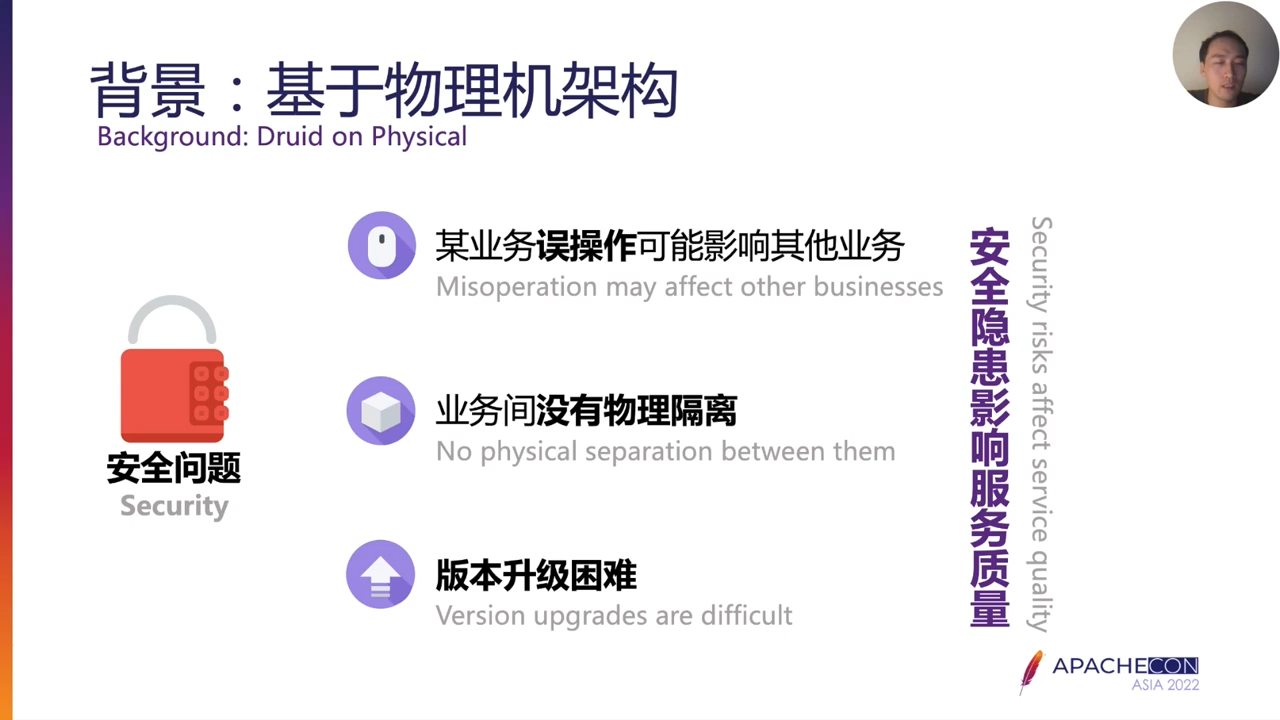 背景：基于物理机架构
Background: Druid on Physical
某业务误操作可能影响其他业务
Misoperation may affect other businesses
业务间没有物理隔离
No physical separation between them
版本升级困难
Version upgrades are difficult
安全问题
Security
安全隐患影响服务质量
Security risks affect service quality
APACHECON
ASIA 2022